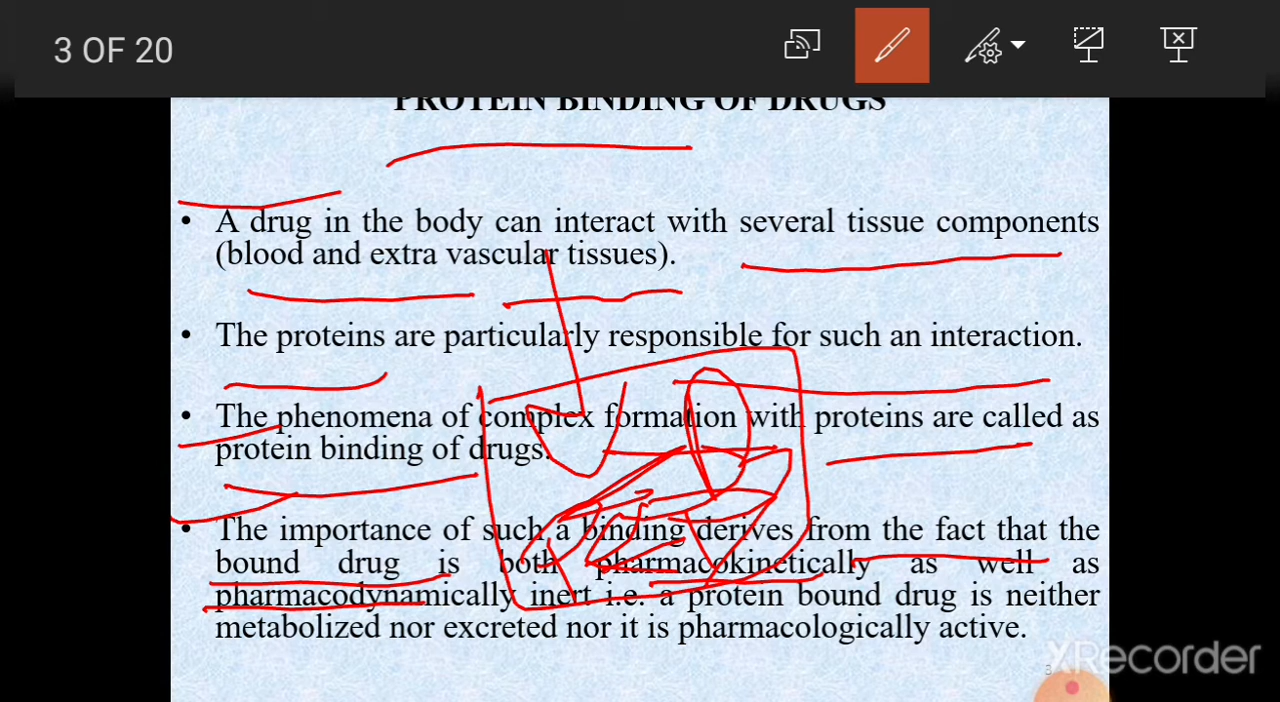 3 OF 20
PROTEIN BINDING OF DRUGS
• A drug in the body can interact with several tissue components
(blood and extra vascular tissues).
• The proteins are particularly responsible for such an interaction.
• The phenomena of complex formation with proteins are called as
protein binding of drugs.
• The importance of such a binding derives from the fact that the
bound drug is both pharmacokinetically as well as
pharmacodynamically inert i.e. a protein bound drug is neither
metabolized nor excreted nor it is pharmacologically active.
3
XRecorder